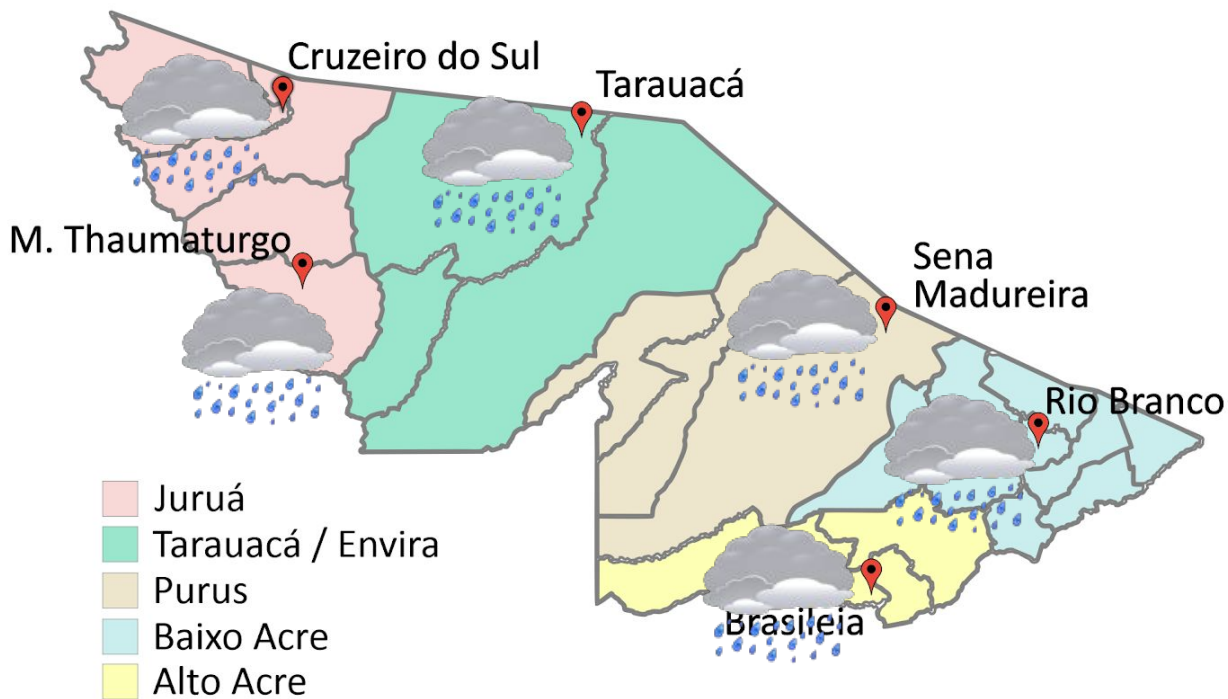 Cruzeiro do Sul
Tarauacá
M. Thaumaturgo
Sena
Madureira
Rio Branco
Brasileia
Juruá
Tarauacá / Envira
Purus
Baixo Acre
Alto Acre